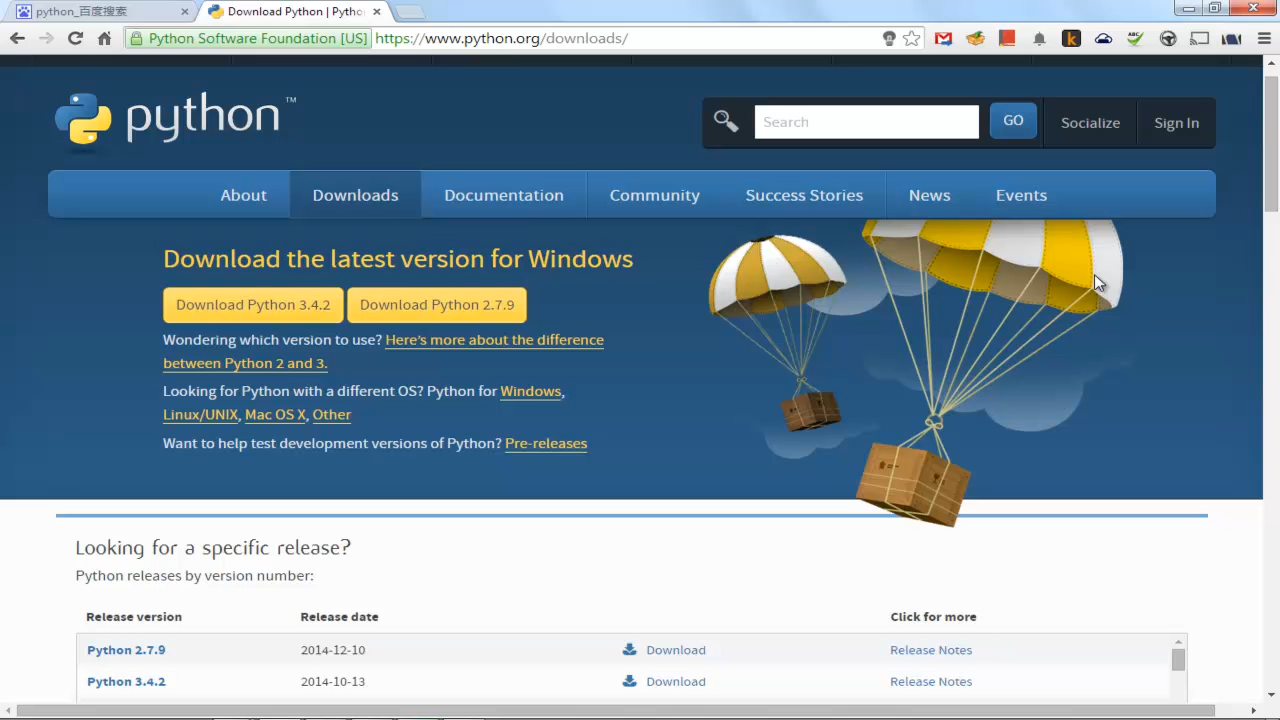 python_百度搜索
Download Python | Pytho
Python Software Foundation [US]
https://www.python.org/downloads/
ABC
k
python™
Search
GO
Socialize
Sign In
About
Downloads
Documentation
Community
Success Stories
News
Events
Download the latest version for Windows
Download Python 3.4.2
Download Python 2.7.9
Wondering which version to use? Here's more about the difference
between Python 2 and 3.
Looking for Python with a different OS? Python for Windows,
Linux/UNIX, Mac OS X, Other
Want to help test development versions of Python? Pre-releases
Looking for a specific release?
Python releases by version number:
Release version
Release date
Click for more
Python 2.7.9
2014-12-10
Download
Release Notes
Python 3.4.2
2014-10-13
Download
Release Notes